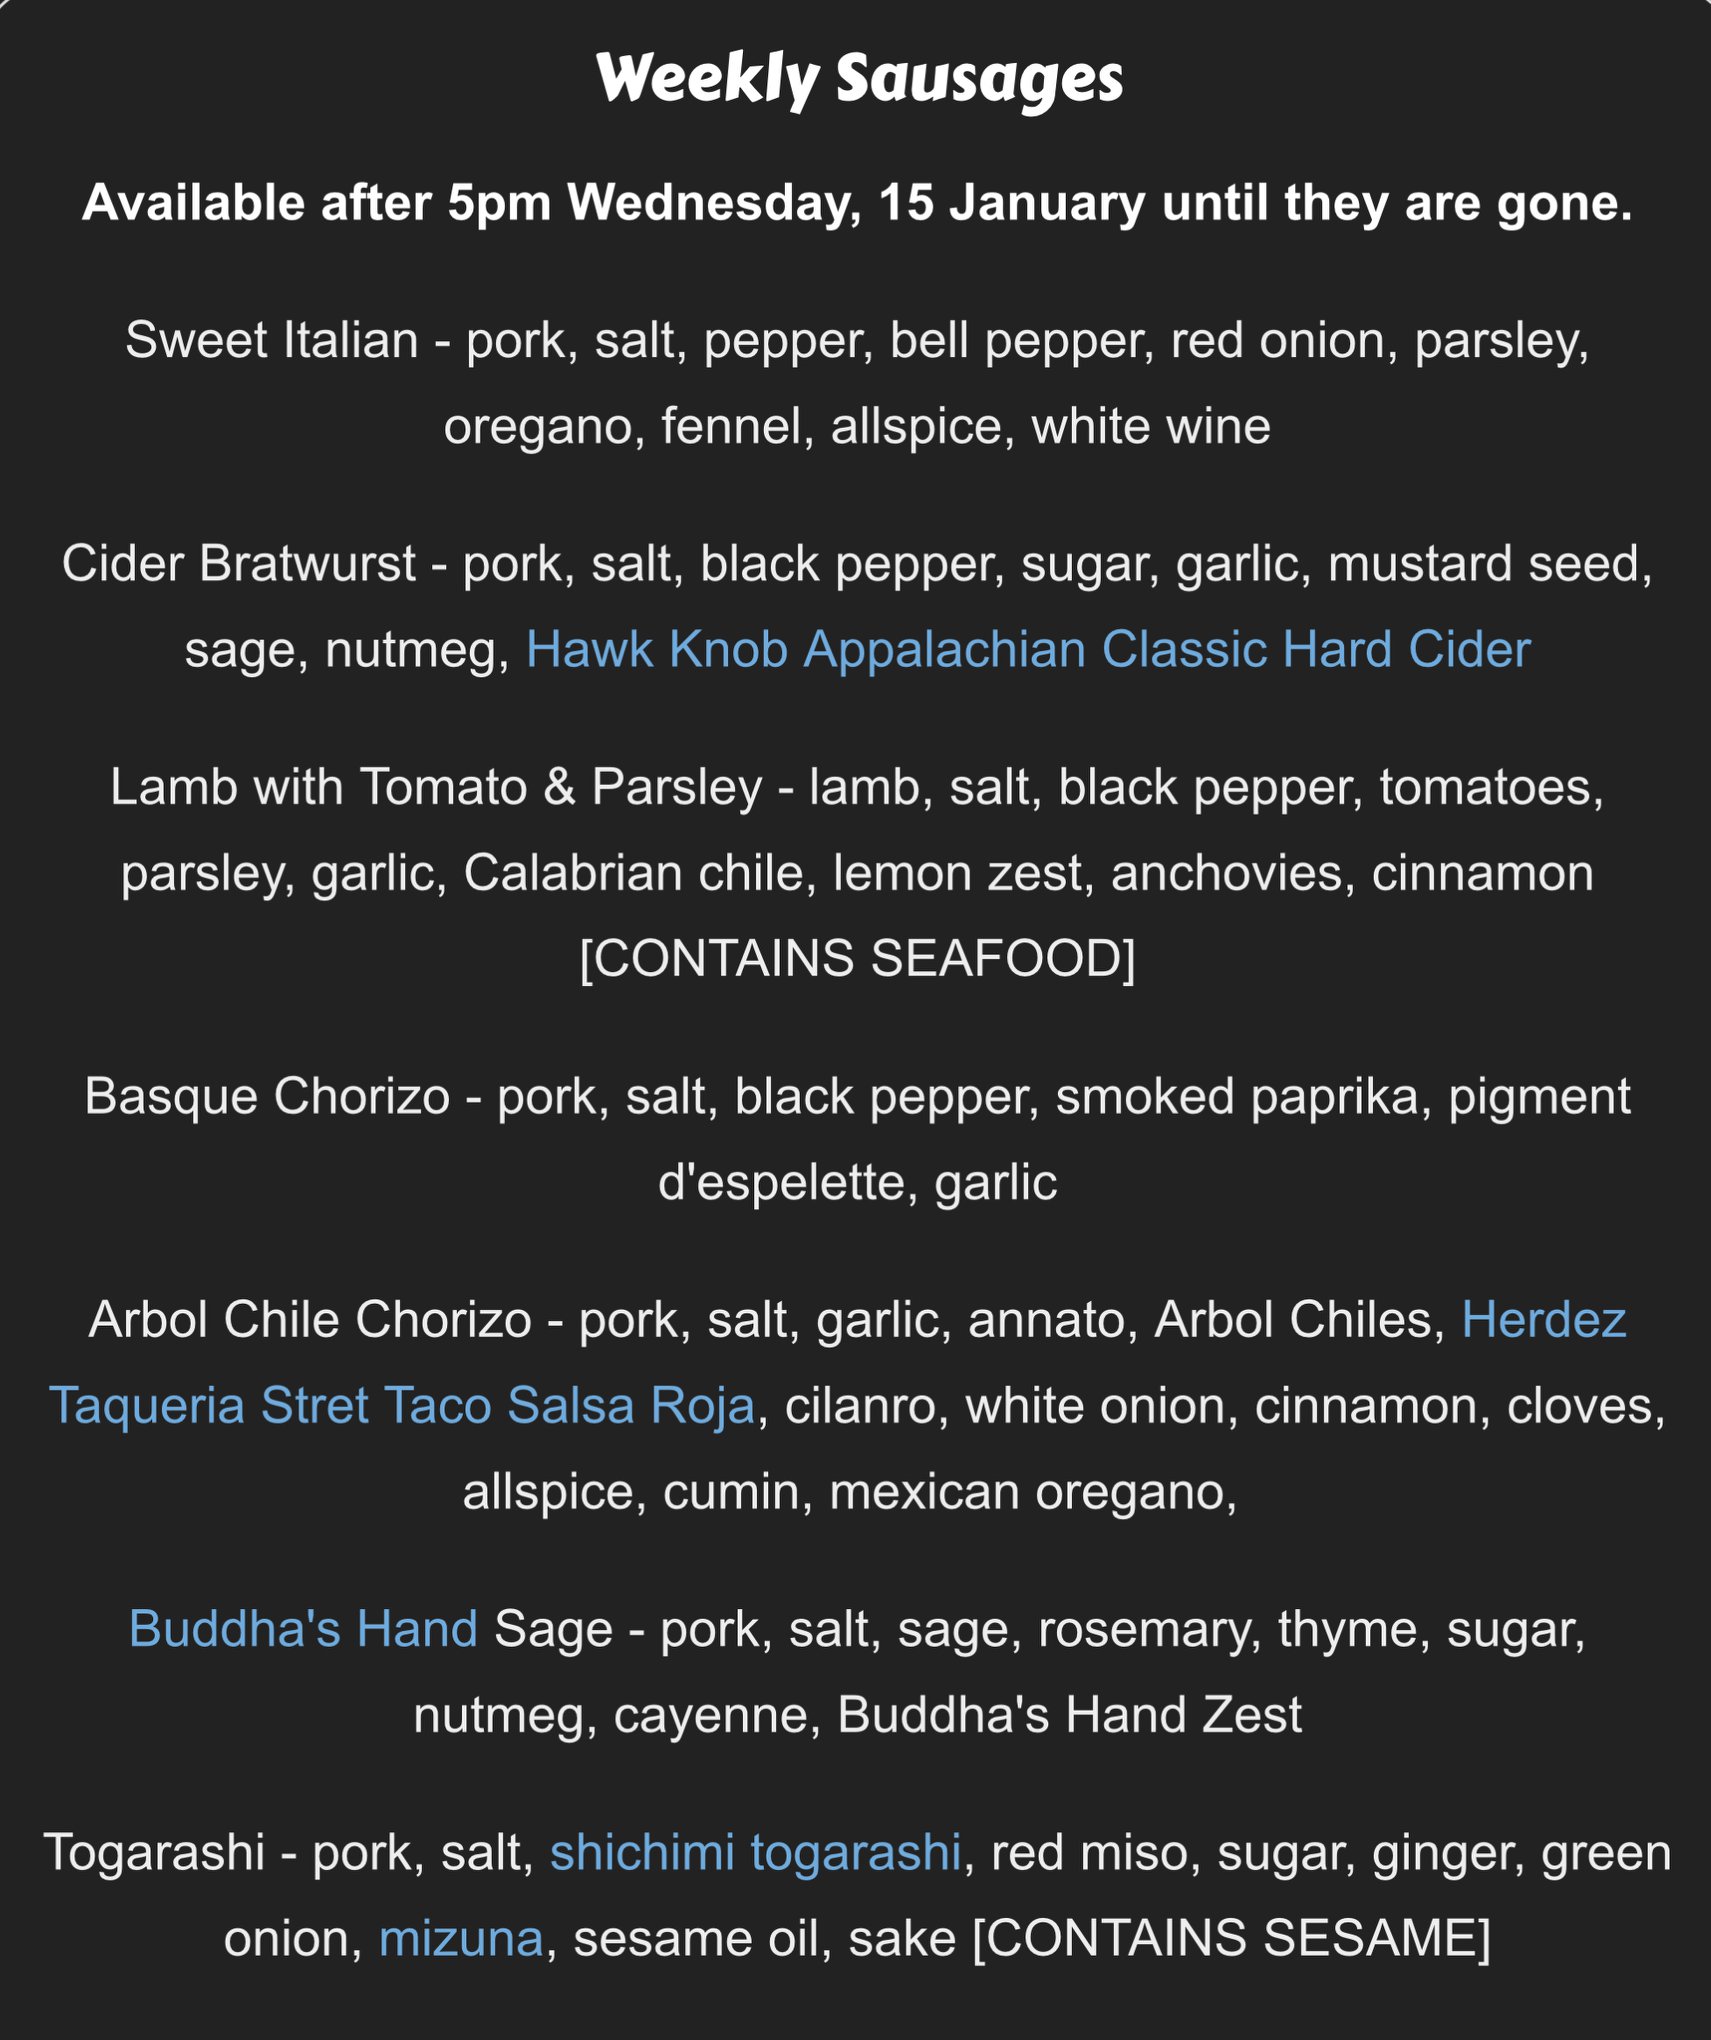 Weekly Sausages
Available after 5pm Wednesday, 15 January until they are gone.
Sweet Italian - pork, salt, pepper, bell pepper, red onion, parsley,
oregano, fennel, allspice, white wine
Cider Bratwurst - pork, salt, black pepper, sugar, garlic, mustard seed,
sage, nutmeg, Hawk Knob Appalachian Classic Hard Cider
Lamb with Tomato & Parsley - lamb, salt, black pepper, tomatoes,
parsley, garlic, Calabrian chile, lemon zest, anchovies, cinnamon
[CONTAINS SEAFOOD]
Basque Chorizo - pork, salt, black pepper, smoked paprika, pigment
d'espelette, garlic
Arbol Chile Chorizo - pork, salt, garlic, annato, Arbol Chiles, Herdez
Taqueria Stret Taco Salsa Roja, cilanro, white onion, cinnamon, cloves,
allspice, cumin, mexican oregano,
Buddha's Hand Sage - pork, salt, sage, rosemary, thyme, sugar,
nutmeg, cayenne, Buddha's Hand Zest
Togarashi - pork, salt, shichimi togarashi, red miso, sugar, ginger, green
onion, mizuna, sesame oil, sake [CONTAINS SESAME]